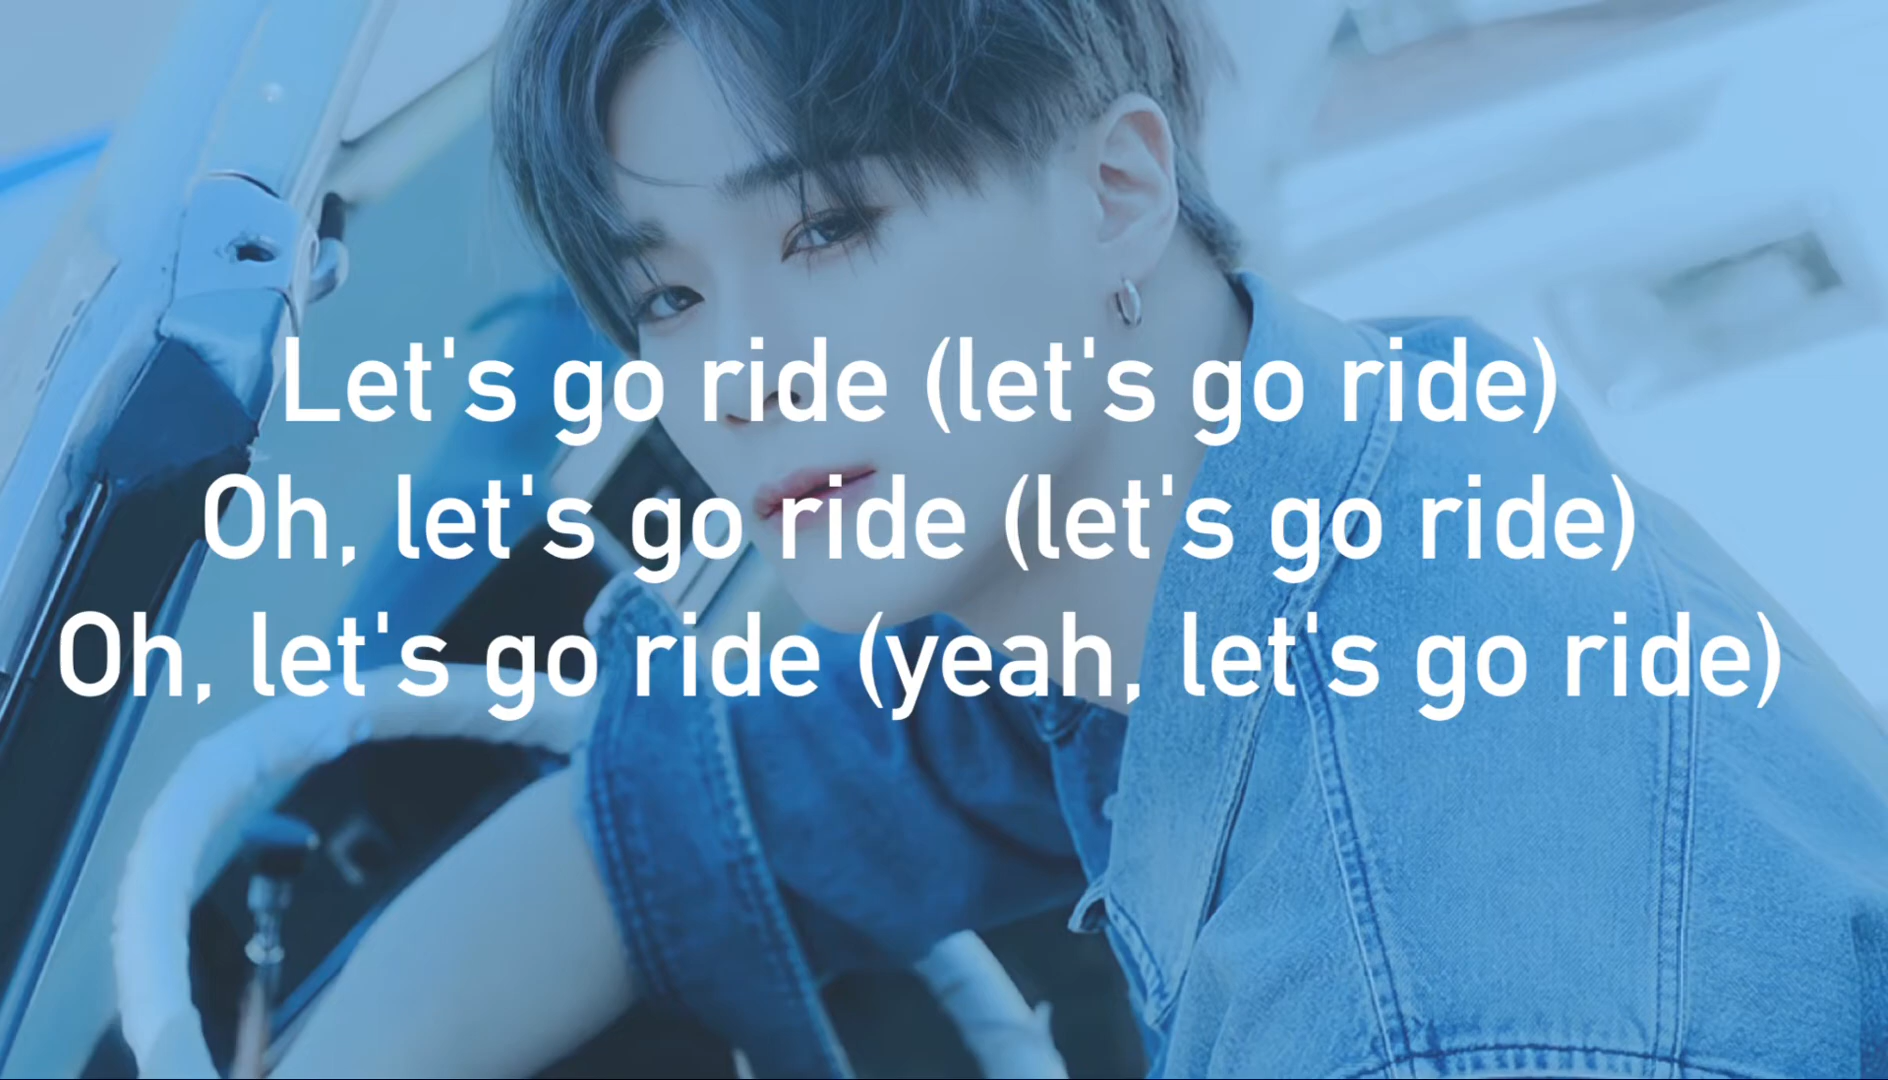 Let's go ride (let's go ride)
Oh, let's go ride (let's go ride)
Oh, let's go ride (yeah, let's go ride)